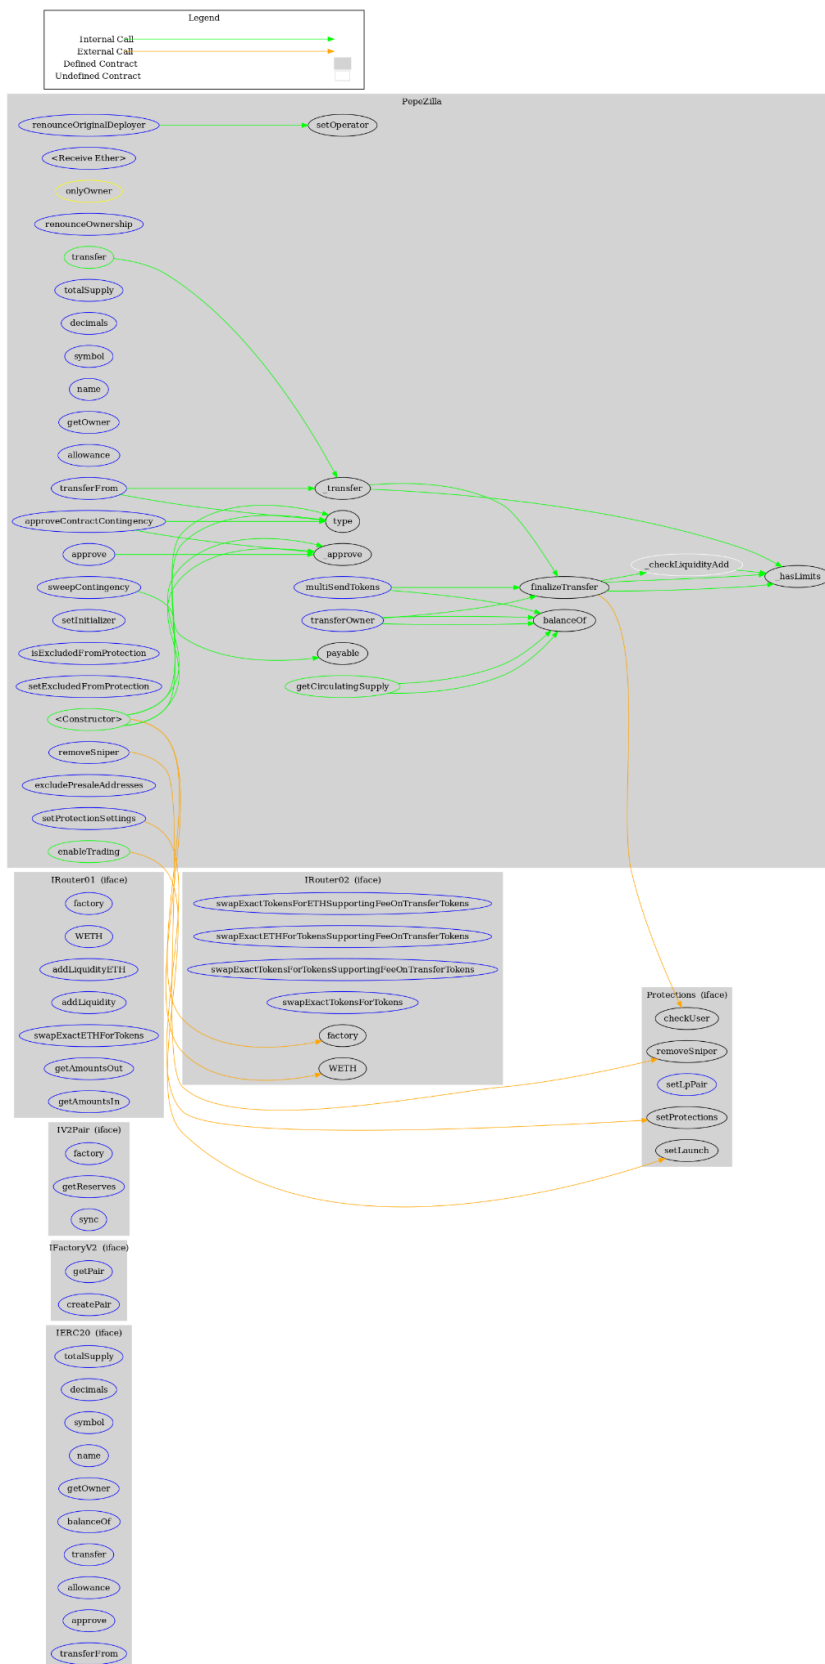 Legend
Internal Call
External Call
Defined Contract
Undefined Contract
PepeZilla
renounceOriginalDeployer
setOperator
<Receive Ether>
onlyOwner
renounceOwnership
transfer
totalSupply
decimals
symbol
name
getOwner
allowance
transferFrom
_transfer
approveContractContingency
type
approve
_approve
_checkLiquidityAdd
_hasLimits
sweepContingency
multiSendTokens
finalizeTransfer
setInitializer
transferOwner
balanceOf
isExcludedFromProtection
payable
setExcludedFromProtection
getCirculatingSupply
<Constructor>
removeSniper
excludePresaleAddresses
setProtectionSettings
enableTrading
IRouter01 (iface)
factory
WETH
addLiquidityETH
addLiquidity
swapExactETHForTokens
getAmountsOut
getAmountsIn
IRouter02 (iface)
swapExactTokensForETHSupportingFeeOnTransferTokens
swapExactETHForTokensSupportingFeeOnTransferTokens
swapExactTokensForTokensSupportingFeeOnTransferTokens
swapExactTokensForTokens
factory
WETH
Protections (iface)
checkUser
removeSniper
setLpPair
setProtections
setLaunch
IV2Pair (iface)
factory
getReserves
sync
IFactoryV2 (iface)
getPair
createPair
IERC20 (iface)
totalSupply
decimals
symbol
name
getOwner
balanceOf
transfer
allowance
approve
transferFrom